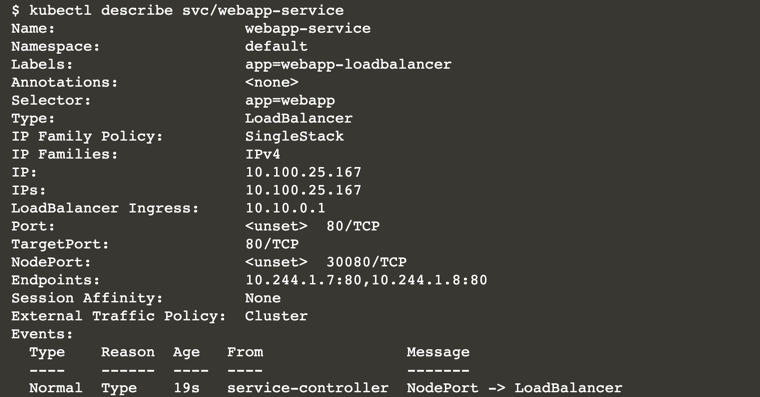 $ kubectl describe svc/webapp-service
Name:                     webapp-service
Namespace:                default
Labels:                   app=webapp-loadbalancer
Annotations:              <none>
Selector:                 app=webapp
Type:                     LoadBalancer
IP Family Policy:         SingleStack
IP Families:              IPv4
IP:                       10.100.25.167
IPs:                      10.100.25.167
LoadBalancer Ingress:     10.10.0.1
Port:                     <unset>  80/TCP
TargetPort:               80/TCP
NodePort:                 <unset>  30080/TCP
Endpoints:                10.244.1.7:80,10.244.1.8:80
Session Affinity:         None
External Traffic Policy:  Cluster
Events:
  Type    Reason  Age   From                Message
  ----    ------  ----  ----                -------
  Normal  Type    19s   service-controller  NodePort -> LoadBalancer